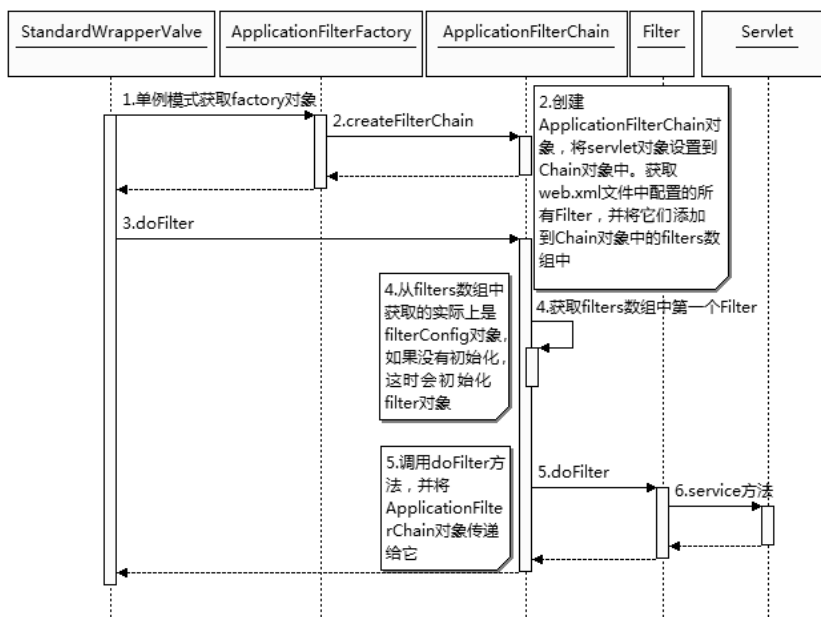 StandardWrapperValve
ApplicationFilterFactory
ApplicationFilterChain
Filter
Servlet
1.单例模式获取factory对象
2.createFilterChain
2.创建
ApplicationFilterChain对
象，将servlet对象设置到
Chain对象中。获取
web.xml文件中配置的所
有Filter，并将它们添加
到Chain对象中的filters数
组中
3.doFilter
4.从filters数组中
获取的实际上是
filterConfig对象,
如果没有初始化,
这时会初始化
filter对象
4.获取filters数组中第一个Filter
5.调用doFilter方
法，并将
ApplicationFilte
rChain对象传递
给它
5.doFilter
6.service方法